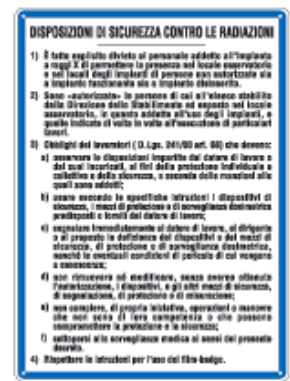 DISPOSIZIONI DI SICUREZZA CONTRO LE RADIAZIONI
1) È fatto esplicito divieto al personale addetto all'impianto
a raggi X di permettere la presenza nel locale osservatorio
e nei locali degli impianti di persone non autorizzate sia
a impianto funzionante sia a impianto disinserito.
2) Sono «autorizzate» le persone di cui all'elenco stabilito
dalla Direzione dello Stabilimento ed esposto nel locale
osservatorio, in quanto addetto all'uso degli impianti, e
quelle indicate di volta in volta all'esecuzione di particolari
lavori.
3) Obblighi dei lavoratori (D.Lgs. 241/00 art. 68) che devono:
a) osservare le disposizioni impartite dal datore di lavoro o
dai suoi incaricati, ai fini della protezione individuale e
collettiva e della sicurezza, a seconda delle mansioni alle
quali sono addetti;
b) usare secondo le specifiche istruzioni i dispositivi di
sicurezza, i mezzi di protezione e di sorveglianza dosimetrica
predisposti o forniti dal datore di lavoro;
c) segnalare immediatamente al datore di lavoro, al dirigente
o al preposto le deficienze dei dispositivi e dei mezzi di
sicurezza, di protezione e di sorveglianza dosimetrica,
nonché le eventuali condizioni di pericolo di cui vengono
a conoscenza;
d) non rimuovere né modificare, senza averne ottenuto
l'autorizzazione, i dispositivi, e gli altri mezzi di sicurezza,
di segnalazione, di protezione e di misurazione;
e) non compiere, di propria iniziativa, operazioni o manovre
che non sono di loro competenza o che possono
compromettere la protezione e la sicurezza;
f) sottoporsi alla sorveglianza medica ai sensi del presente
decreto.
4) Rispettare le istruzioni per l'uso del film-badge.